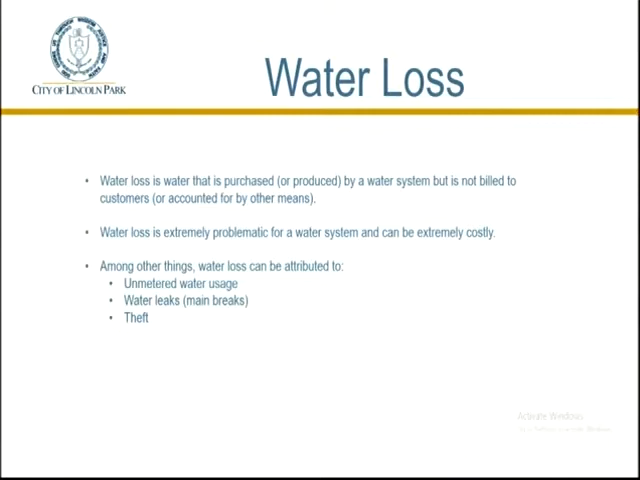 CITY OF LINCOLN PARK
Water Loss
• Water loss is water that is purchased (or produced) by a water system but is not billed to
customers (or accounted for by other means).
• Water loss is extremely problematic for a water system and can be extremely costly.
• Among other things, water loss can be attributed to:
• Unmetered water usage
• Water leaks (main breaks)
• Theft
Activate Windows